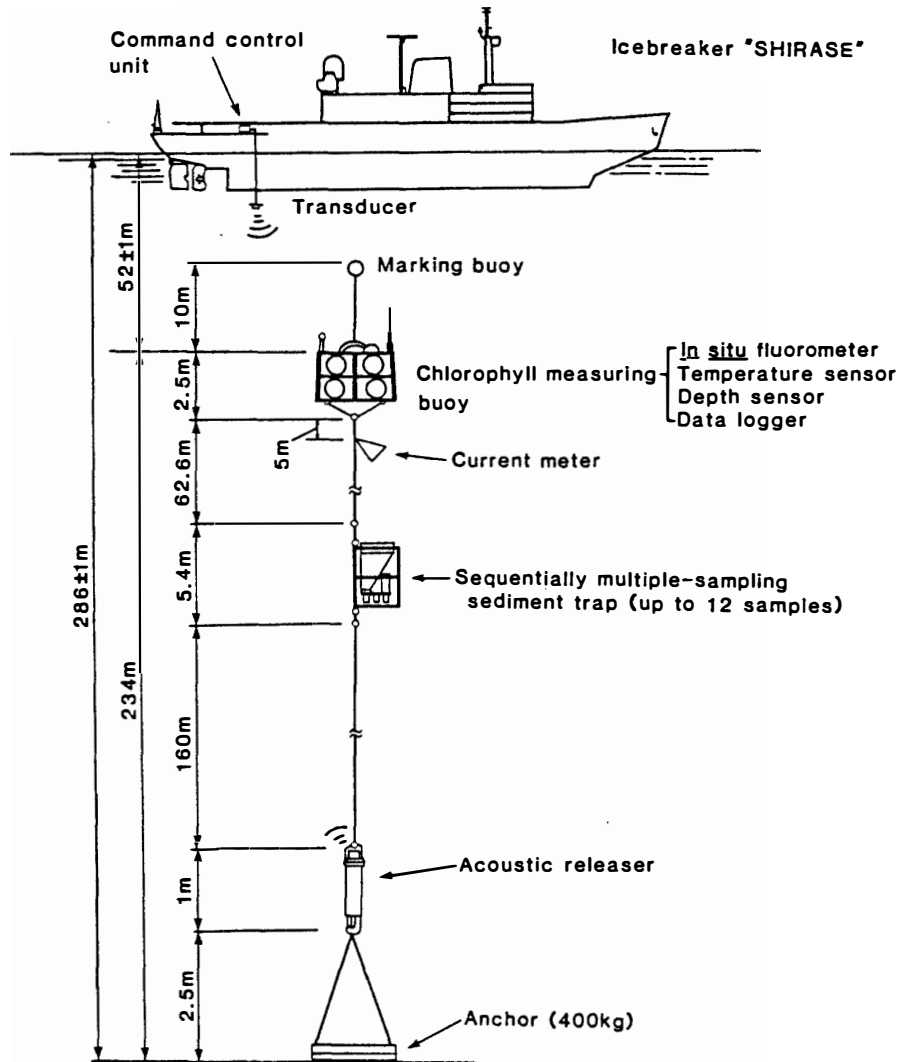 Command control
unit
Icebreaker "SHIRASE"
Transducer
52±1m
10m
Marking buoy
2.5m
Chlorophyll measuring
buoy
In situ fluorometer
Temperature sensor
Depth sensor
Data logger
5m
Current meter
62.6m
5.4m
Sequentially multiple-sampling
sediment trap (up to 12 samples)
286±1m
234m
160m
Acoustic releaser
1m
2.5m
Anchor (400kg)